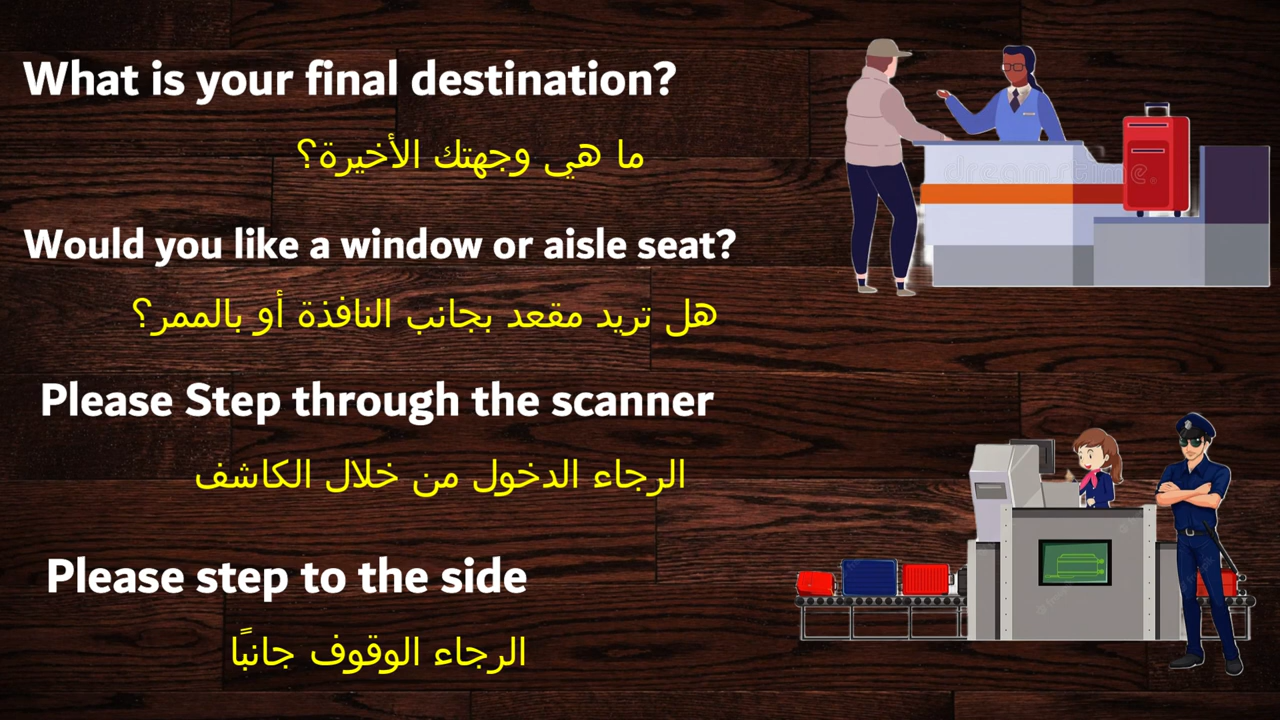 What is your final destination?
ما هي وجهتك الأخيرة؟
Would you like a window or aisle seat?
هل تريد مقعد بجانب النافذة أو بالممر؟
Please Step through the scanner
الرجاء الدخول من خلال الكاشف
Please step to the side
الرجاء الوقوف جانبًا
dreamstime